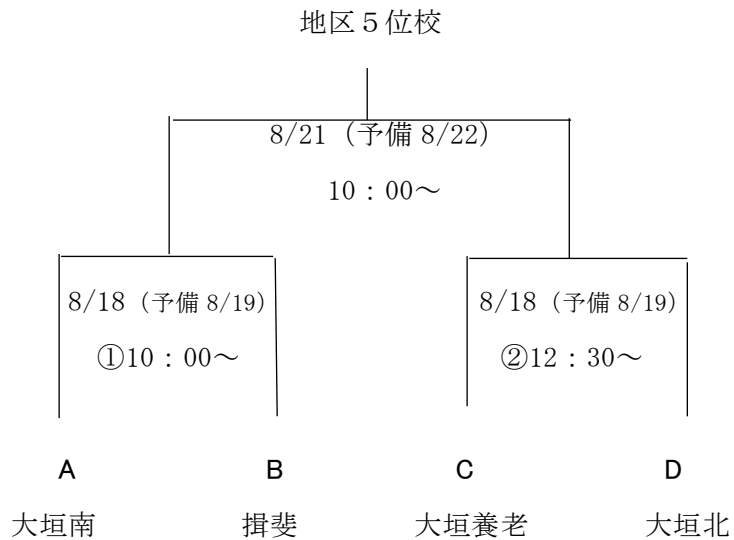 地区５位校
8/21（予備 8/22）
10：00～
8/18（予備 8/19）
①10：00～
8/18（予備 8/19）
②12：30～
A B C D
大垣南 揖斐 大垣養老 大垣北